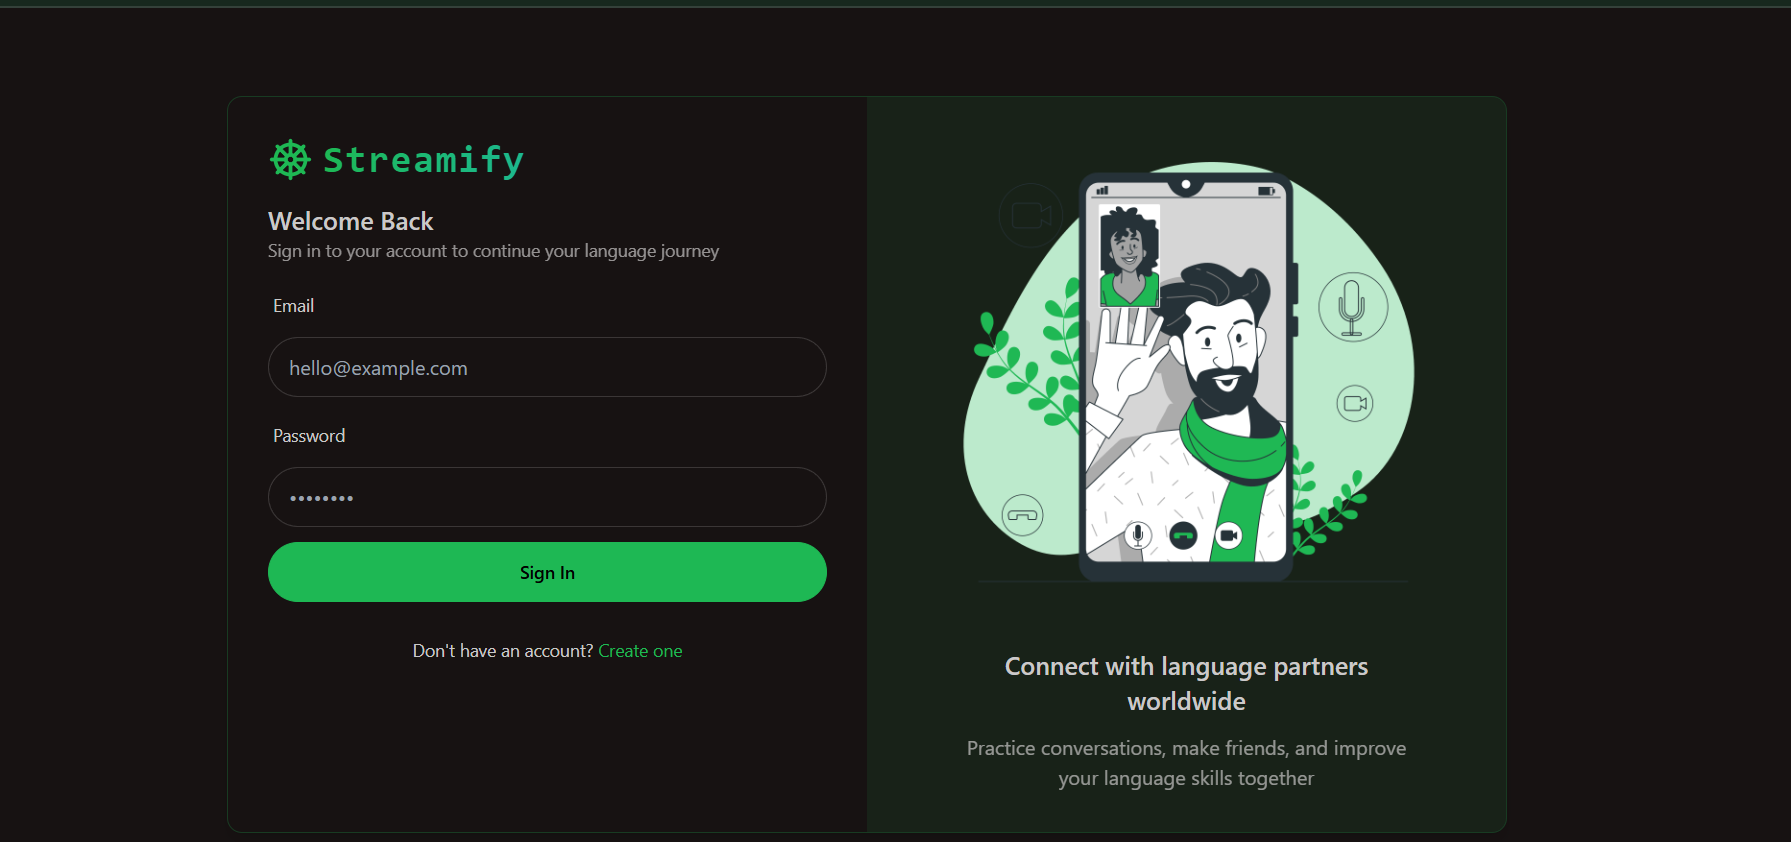 Streamify
Welcome Back
Sign in to your account to continue your language journey
Email
hello@example.com
Password
••••••••
Sign In
Don't have an account? Create one
Connect with language partners
worldwide
Practice conversations, make friends, and improve
your language skills together